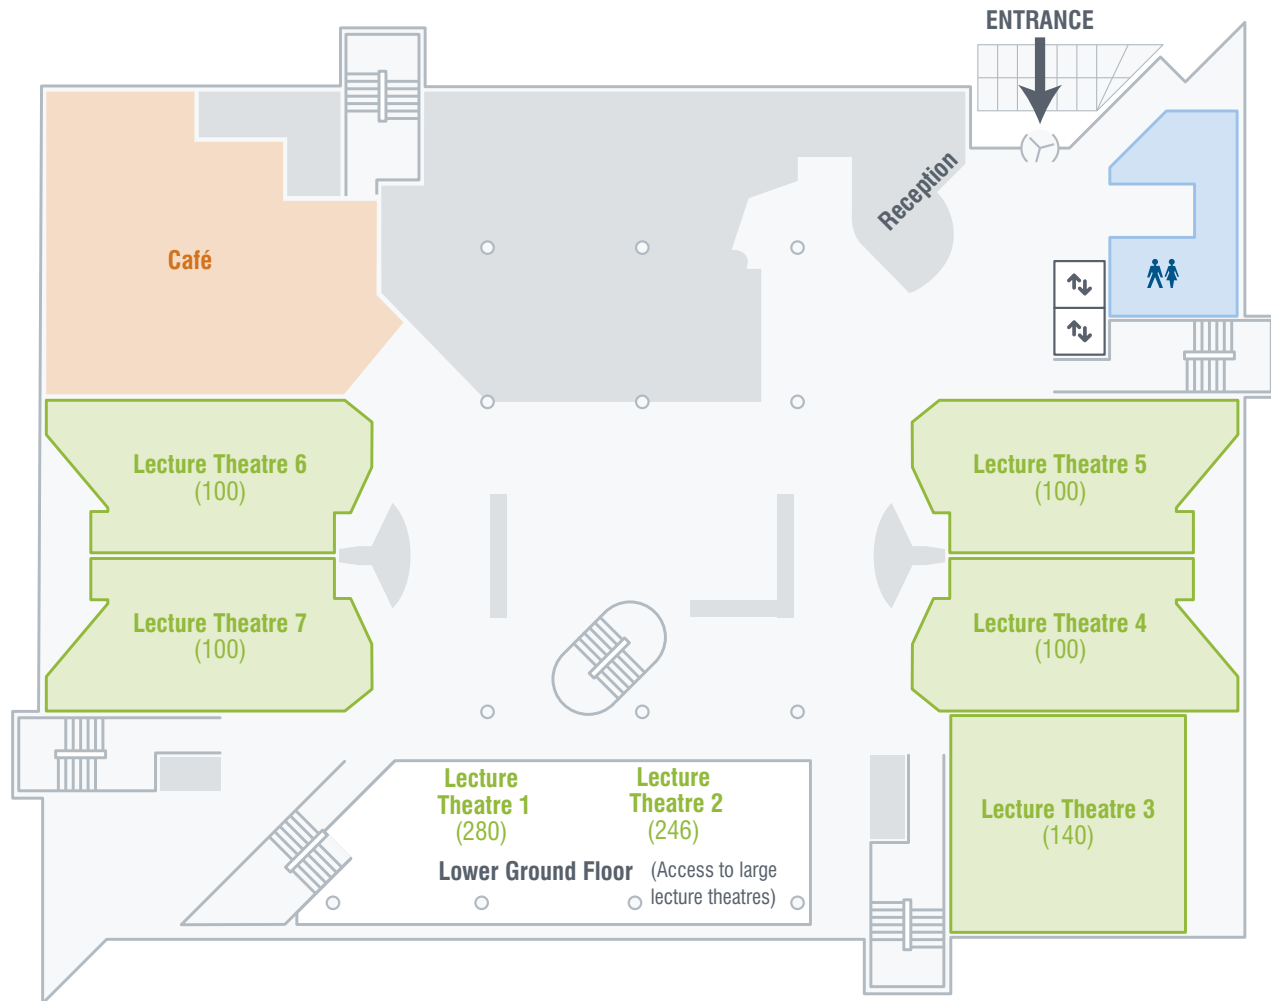 ENTRANCE
Reception
Café
Lecture Theatre 6
(100)
Lecture Theatre 5
(100)
Lecture Theatre 7
(100)
Lecture Theatre 4
(100)
Lecture
Theatre 1
(280)
Lecture
Theatre 2
(246)
Lecture Theatre 3
(140)
Lower Ground Floor
(Access to large
lecture theatres)